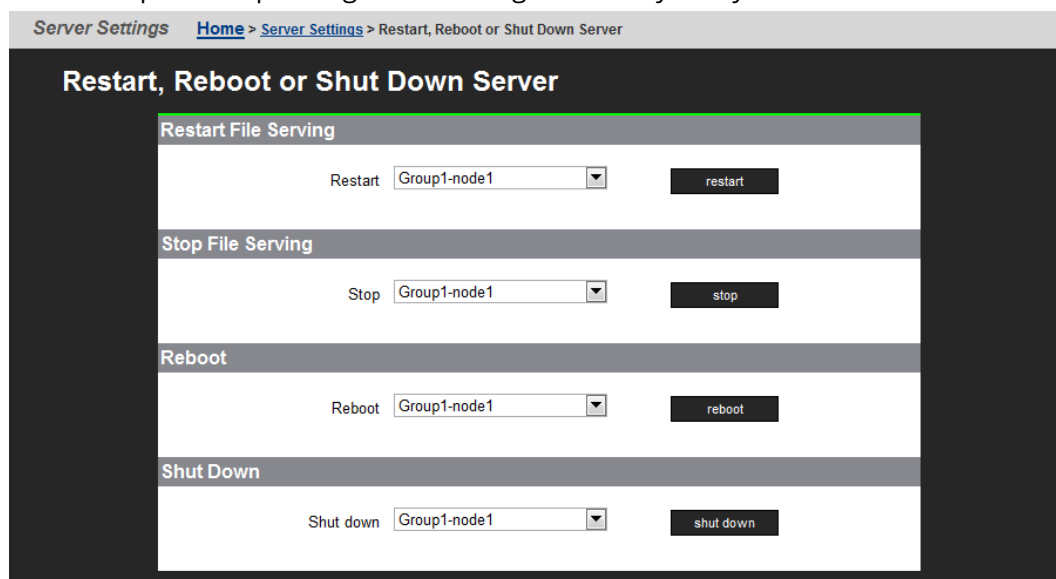 Server Settings Home > Server Settings > Restart, Reboot or Shut Down Server
Restart, Reboot or Shut Down Server
Restart File Serving
Restart Group1-node1 restart
Stop File Serving
Stop Group1-node1 stop
Reboot
Reboot Group1-node1 reboot
Shut Down
Shut down Group1-node1 shut down